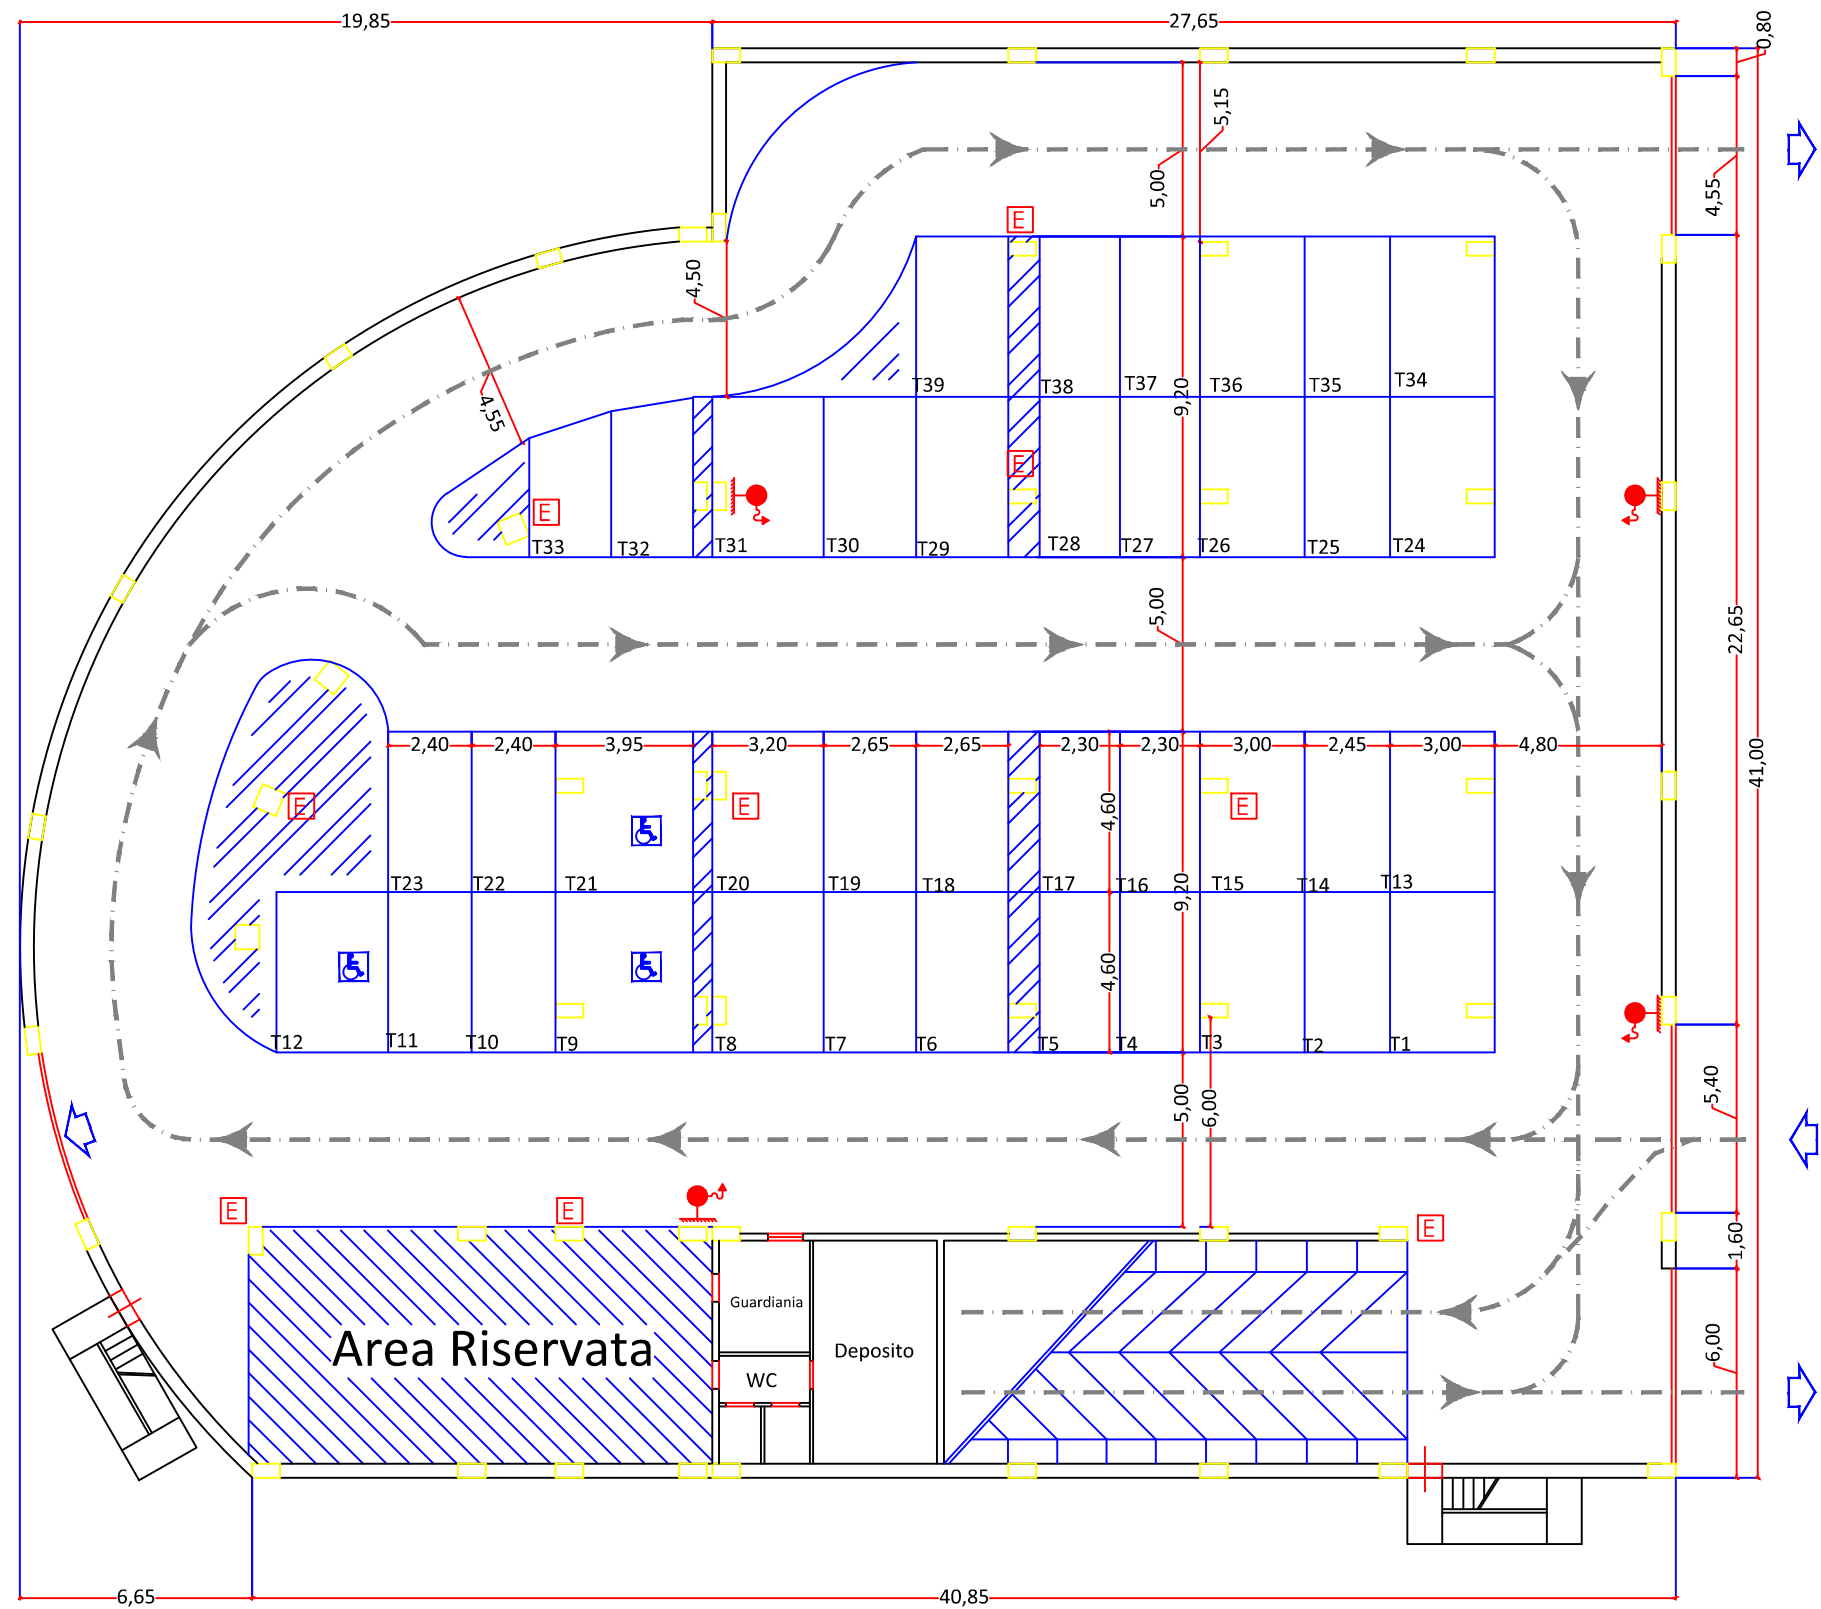 19,85
27,65
0,80
5,15
5,00
4,55
E
4,50
4,55
9,20
T39
T38
T37
T36
T35
T34
E
E
T33
T32
T31
T30
T29
T28
T27
T26
T25
T24
5,00
22,65
41,00
2,40
2,40
3,95
3,20
2,65
2,65
2,30
2,30
3,00
2,45
3,00
4,80
E
E
4,60
E
T23
T22
T21
T20
T19
T18
T17
T16
9,20
T15
T14
T13
4,60
T12
T11
T10
T9
T8
T7
T6
T5
T4
T3
T2
T1
5,00
6,00
5,40
E
E
E
1,60
Guardiania
Area Riservata
Deposito
WC
6,00
6,65
40,85